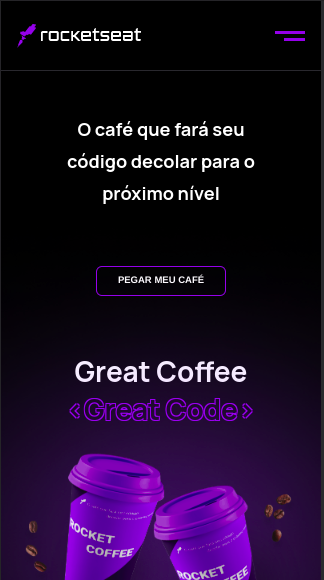 rocketseat
O café que fará seu
código decolar para o
próximo nível
PEGAR MEU CAFÉ
Great Coffee
< Great Code >
ROCKET
COFFEE
ROCKET
COFFEE